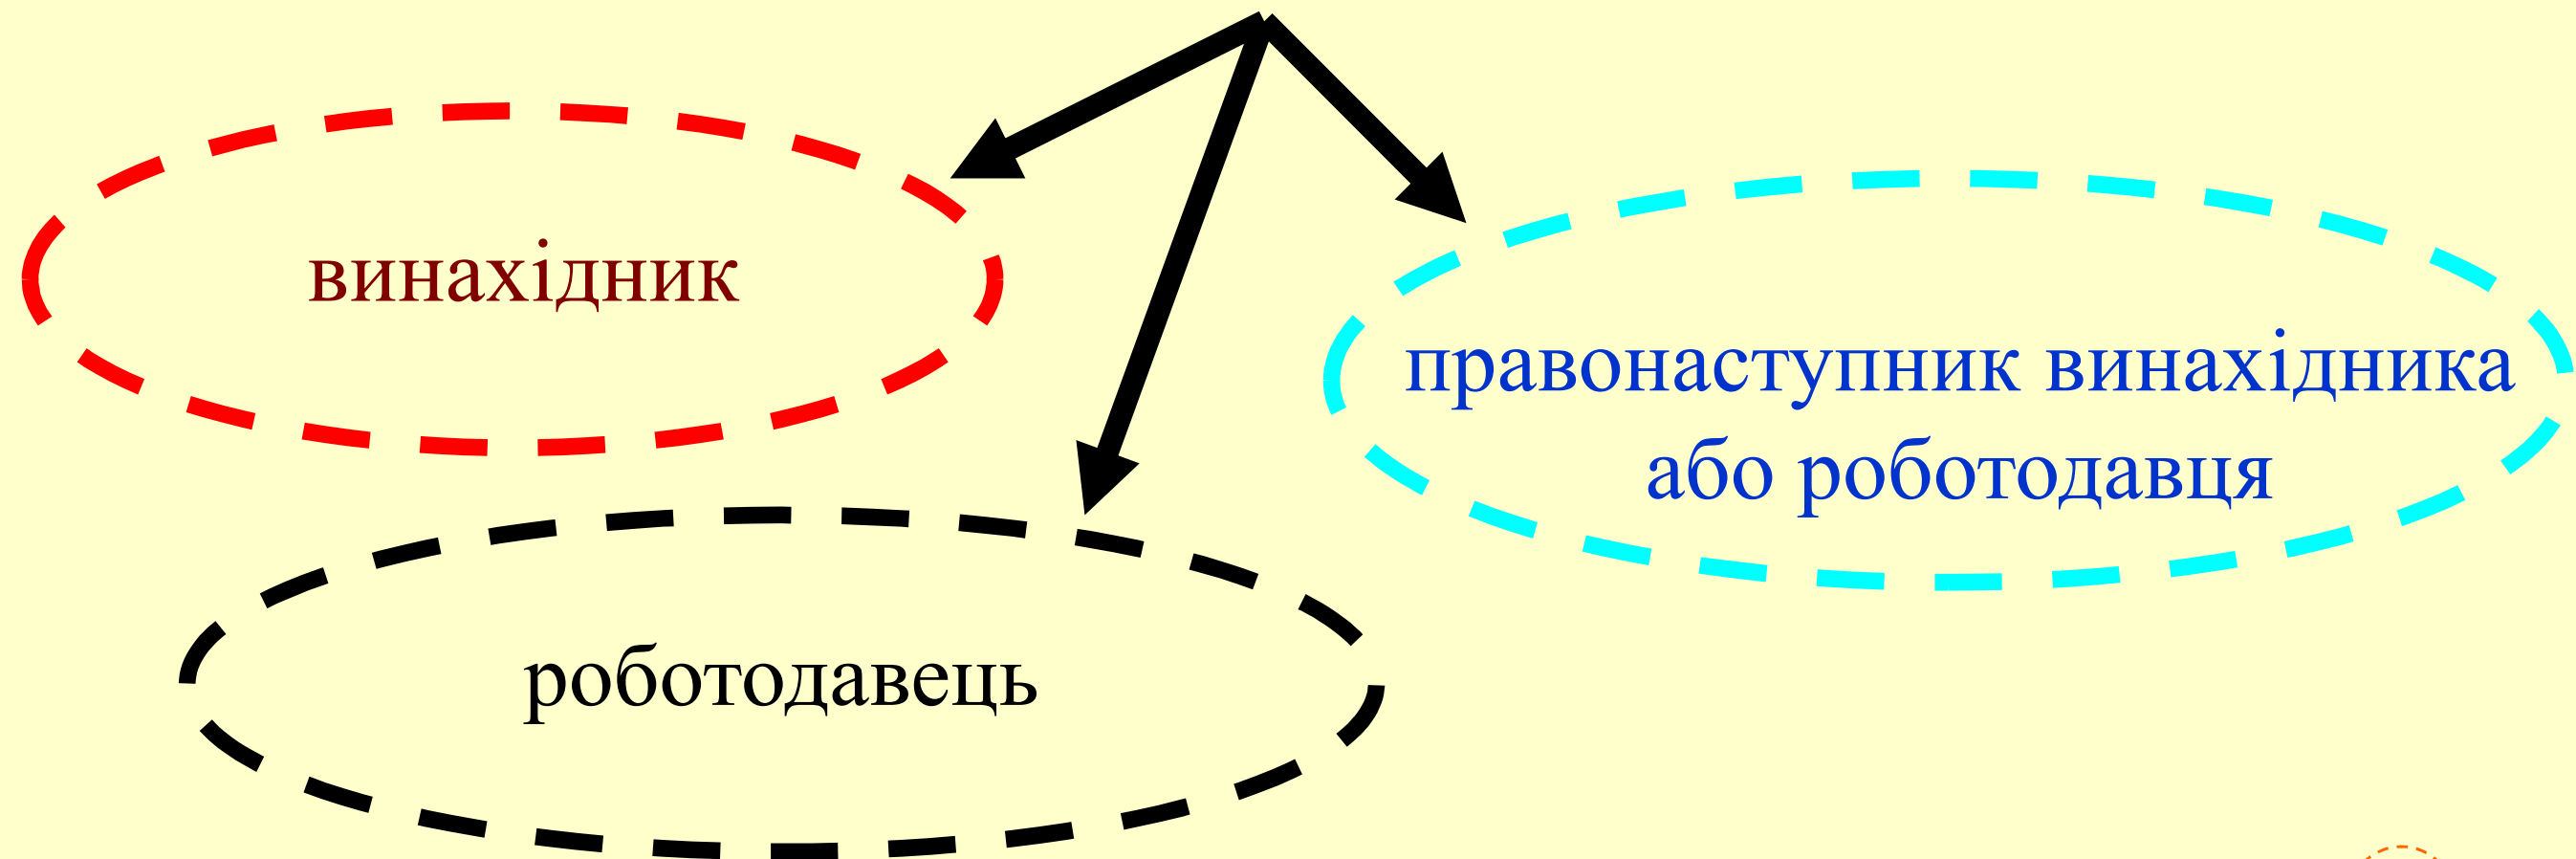 винахідник
правонаступник винахідника
або роботодавця
роботодавець